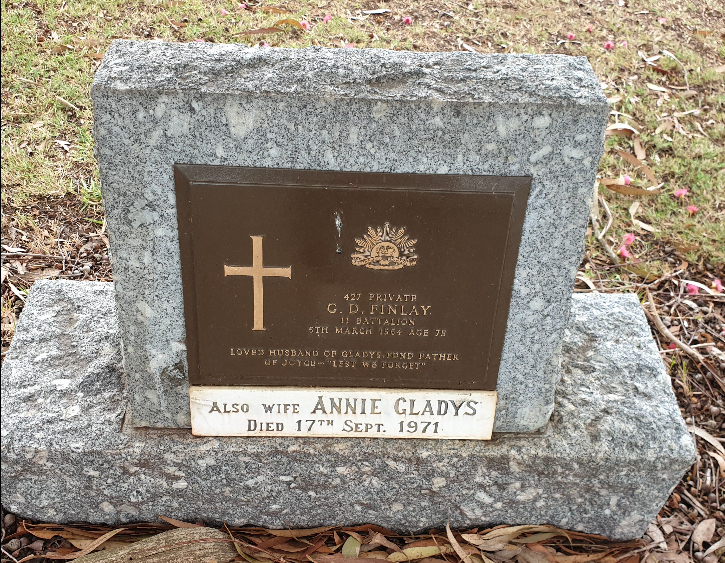 427 PRIVATE
G. D. FINLAY
11 BATTALION
5TH MARCH 1964 AGE
LOVED HUSBAND OF GLADYS. FOND FATHER
OF JOYCE – "LEST WE FORGET"
ALSO WIFE ANNIE GLADYS
DIED 17TH SEPT. 1971